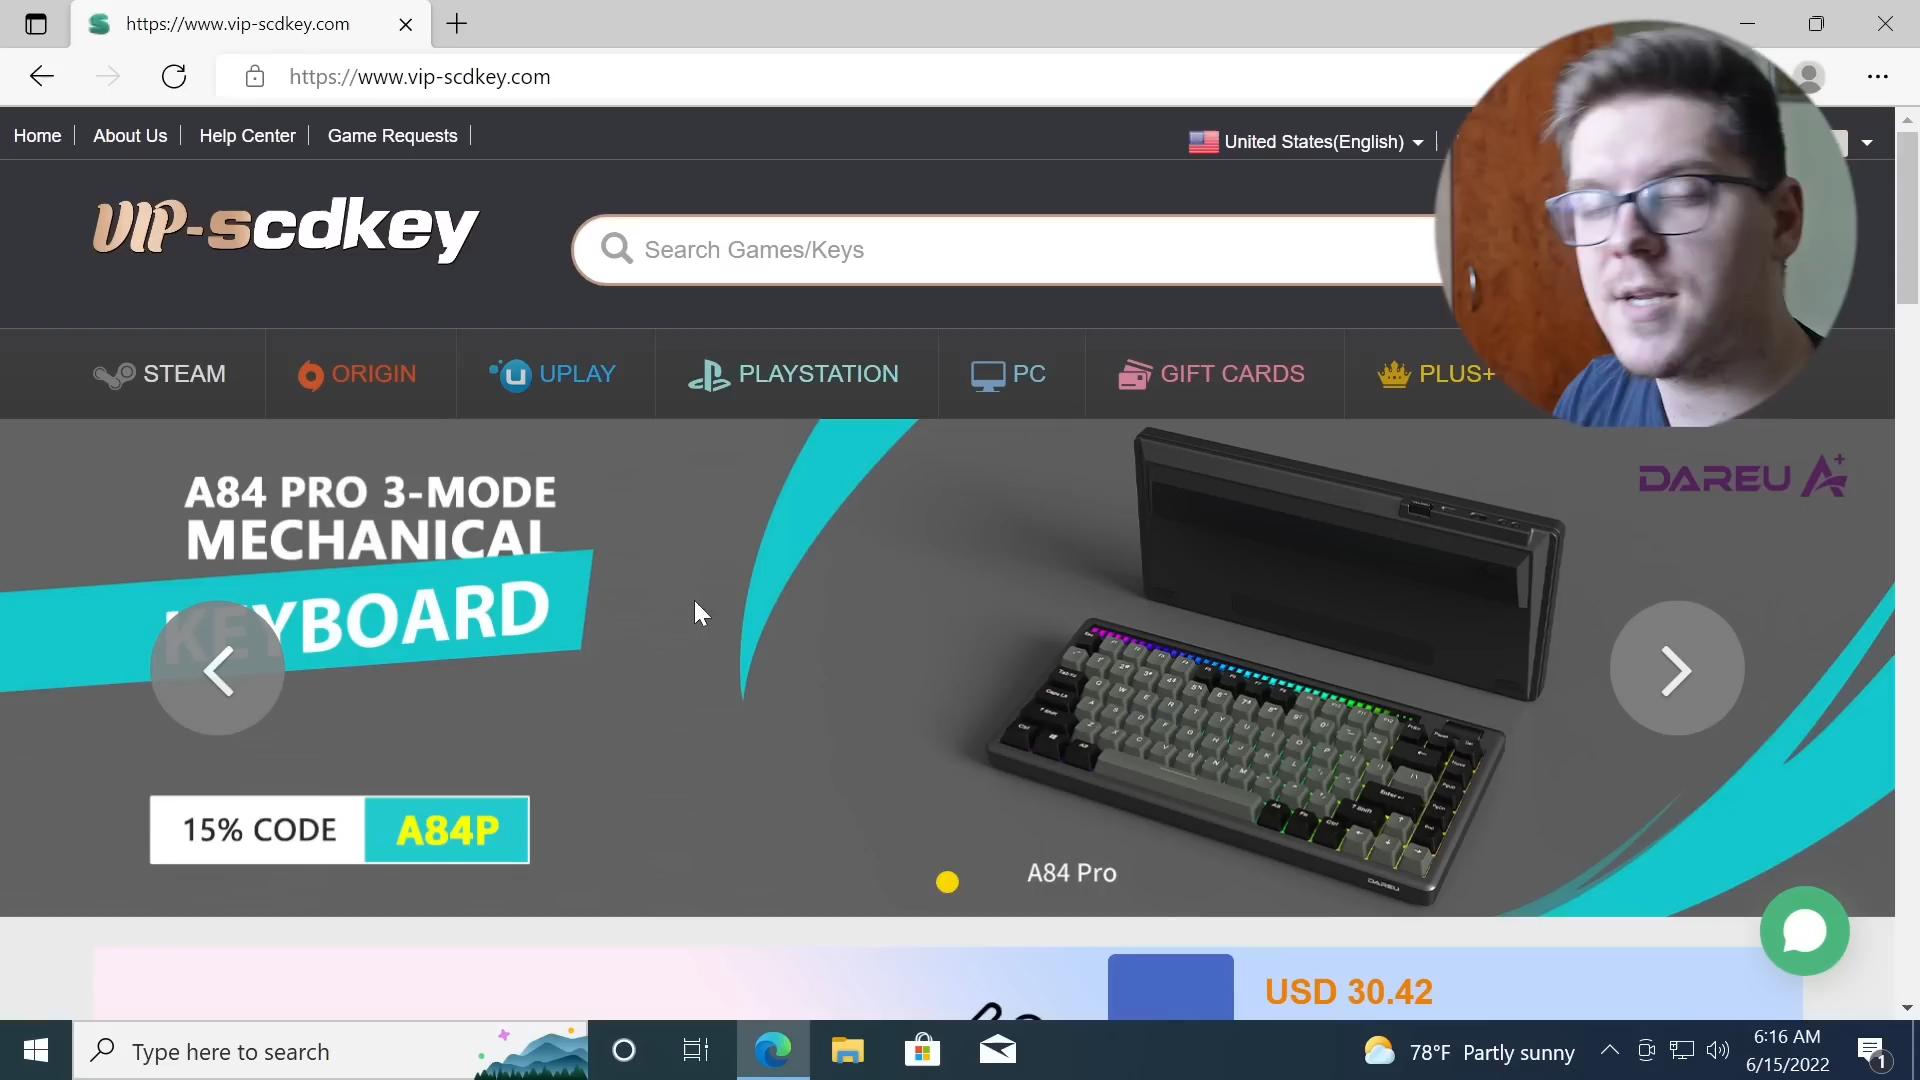 https://www.vip-scdkey.com
https://www.vip-scdkey.com
Home
About Us
Help Center
Game Requests
United States(English)
VIP-scdkey
Search Games/Keys
STEAM
ORIGIN
UPLAY
PLAYSTATION
PC
GIFT CARDS
PLUS+
DAREU A+
A84 PRO 3-MODE
MECHANICAL
KEYBOARD
15% CODE
A84P
A84 Pro
USD 30.42
Type here to search
78°F Partly sunny
6:16 AM
6/15/2022
1